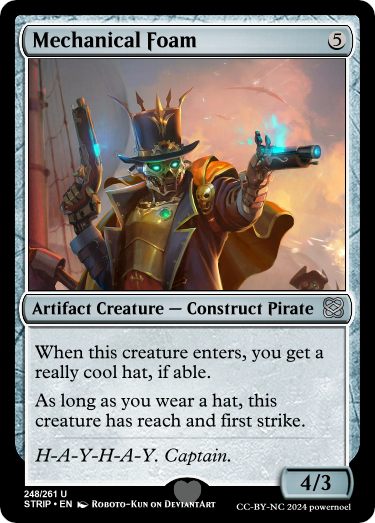 Mechanical Foam 5
Artifact Creature — Construct Pirate
When this creature enters, you get a
really cool hat, if able.
As long as you wear a hat, this
creature has reach and first strike.
H-A-Y-H-A-Y. Captain.
4/3
248/261 U
STRIP • EN Roboto-Kun on DeviantArt
CC-BY-NC 2024 powernoel